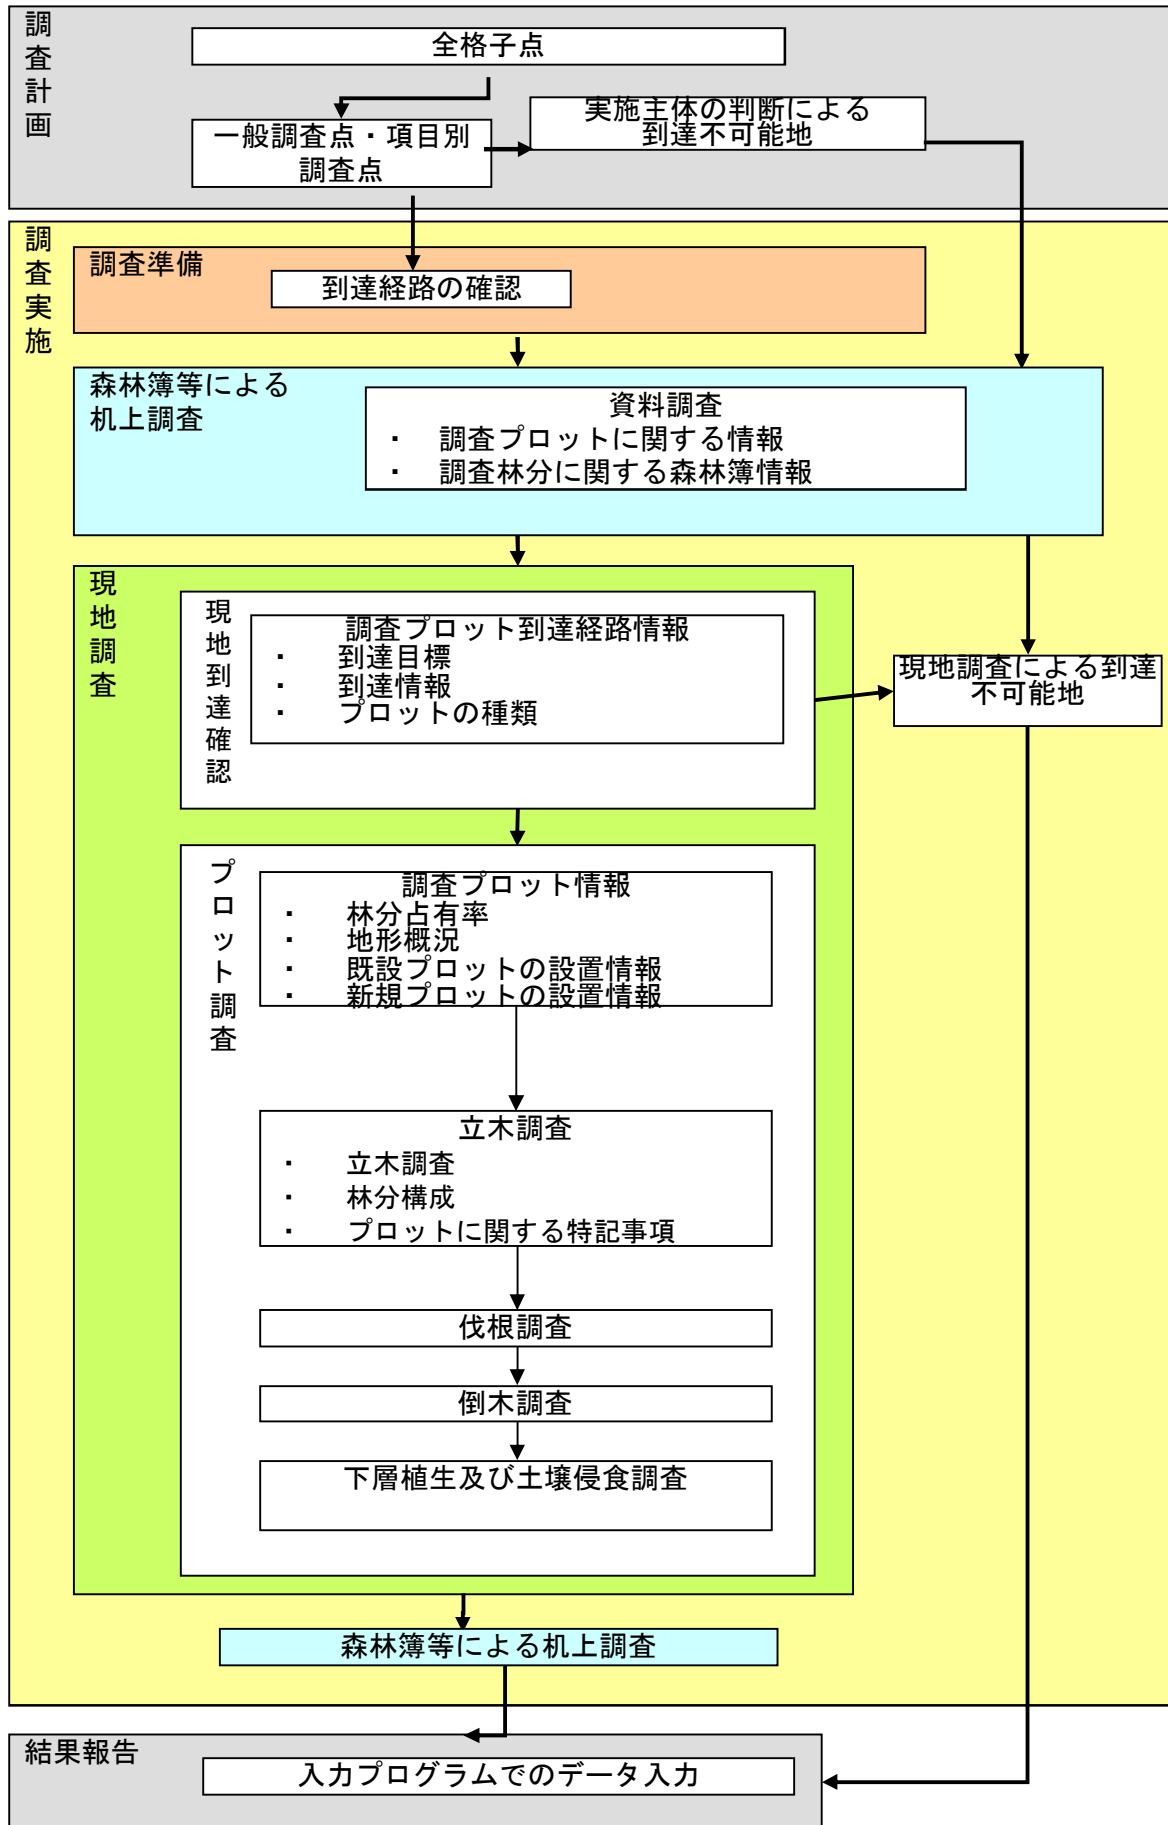 調査計画
全格子点
実施主体の判断による
到達不可能地
一般調査点・項目別
調査点
調査実施
調査準備
到達経路の確認
森林簿等による
机上調査
資料調査
・ 調査プロットに関する情報
・ 調査林分に関する森林簿情報
現地調査
現地到達確認
調査プロット到達経路情報
・ 到達目標
・ 到達情報
・ プロットの種類
現地調査による到達
不可能地
プロット調査
調査プロット情報
・ 林分占有率
・ 地形概況
・ 既設プロットの設置情報
・ 新規プロットの設置情報
立木調査
・ 立木調査
・ 林分構成
・ プロットに関する特記事項
伐根調査
倒木調査
下層植生及び土壌侵食調査
森林簿等による机上調査
結果報告
入力プログラムでのデータ入力